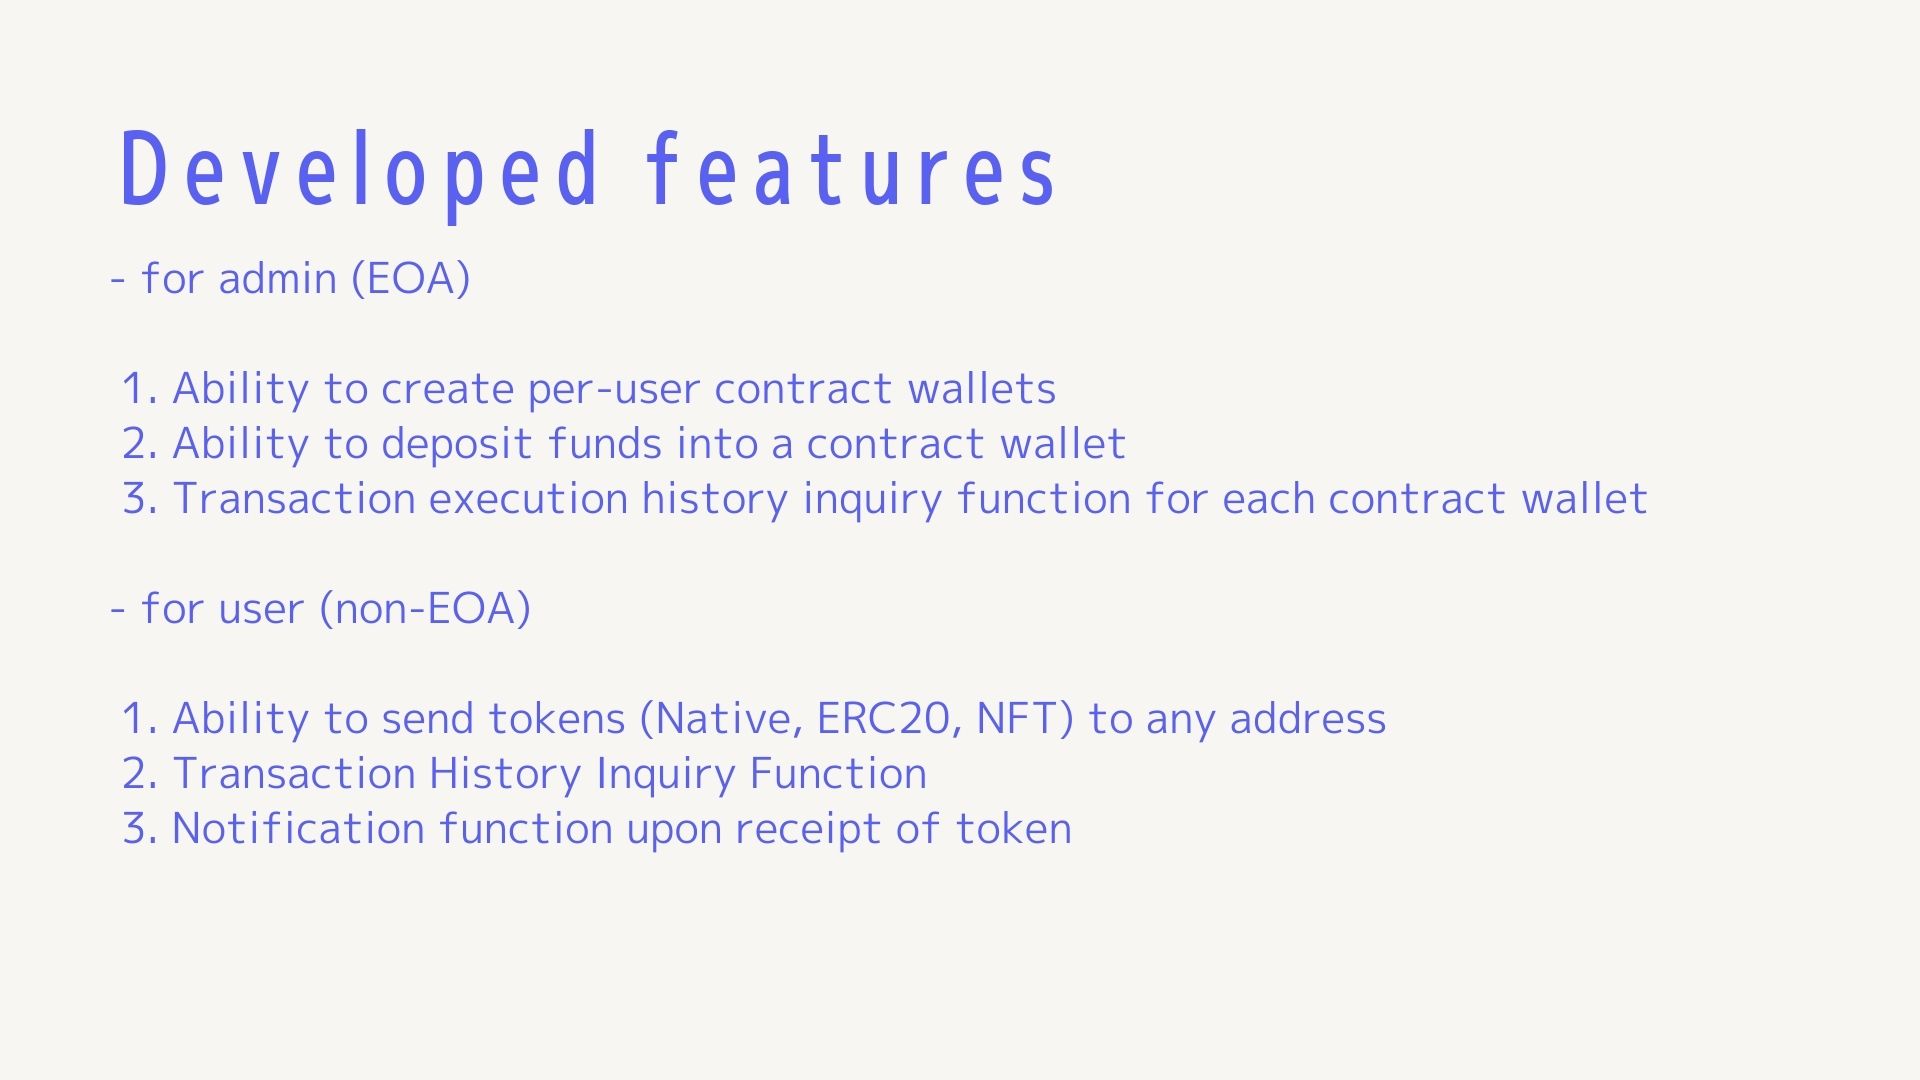 Developed features
- for admin (EOA)
1. Ability to create per-user contract wallets
2. Ability to deposit funds into a contract wallet
3. Transaction execution history inquiry function for each contract wallet
- for user (non-EOA)
1. Ability to send tokens (Native, ERC20, NFT) to any address
2. Transaction History Inquiry Function
3. Notification function upon receipt of token